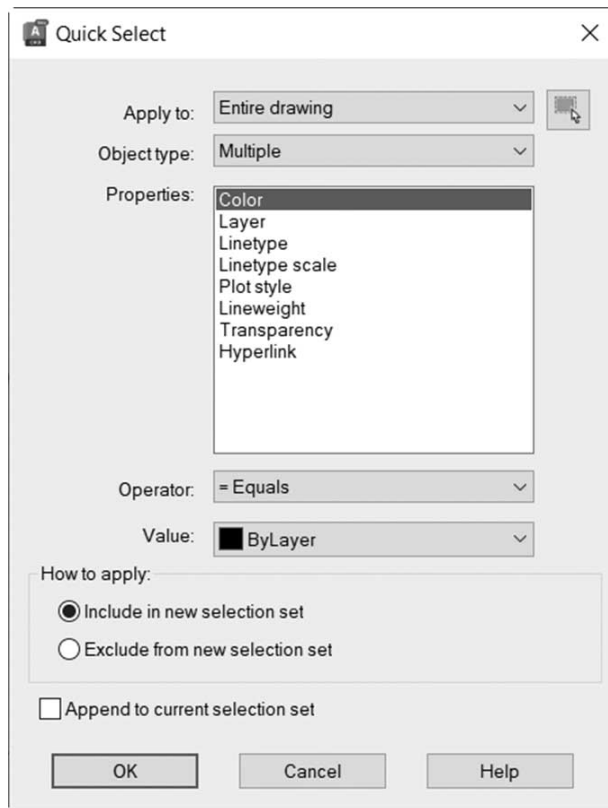 Quick Select
Apply to: Entire drawing
Object type: Multiple
Properties: Color
Layer
Linetype
Linetype scale
Plot style
Lineweight
Transparency
Hyperlink
Operator: = Equals
Value: ByLayer
How to apply:
Include in new selection set
Exclude from new selection set
Append to current selection set
OK Cancel Help